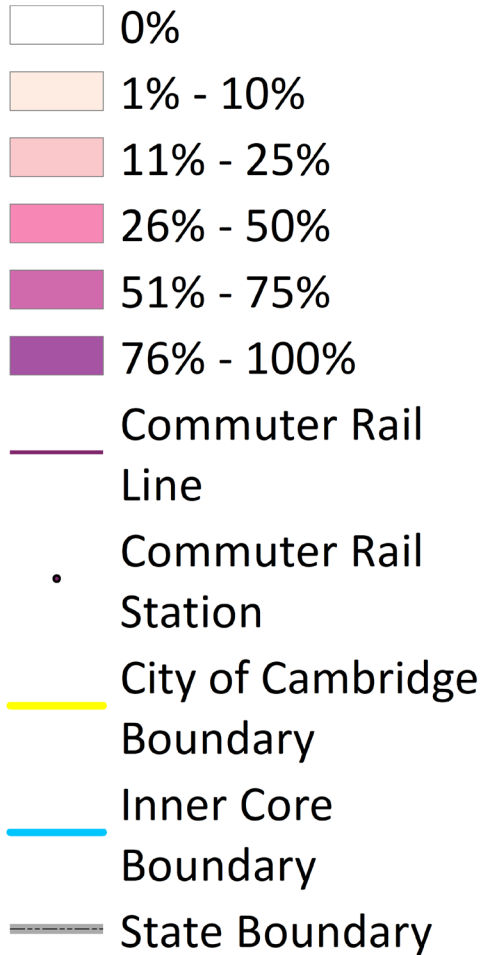 0%
1% - 10%
11% - 25%
26% - 50%
51% - 75%
76% - 100%
Commuter Rail
Line
Commuter Rail
Station
City of Cambridge
Boundary
Inner Core
Boundary
State Boundary